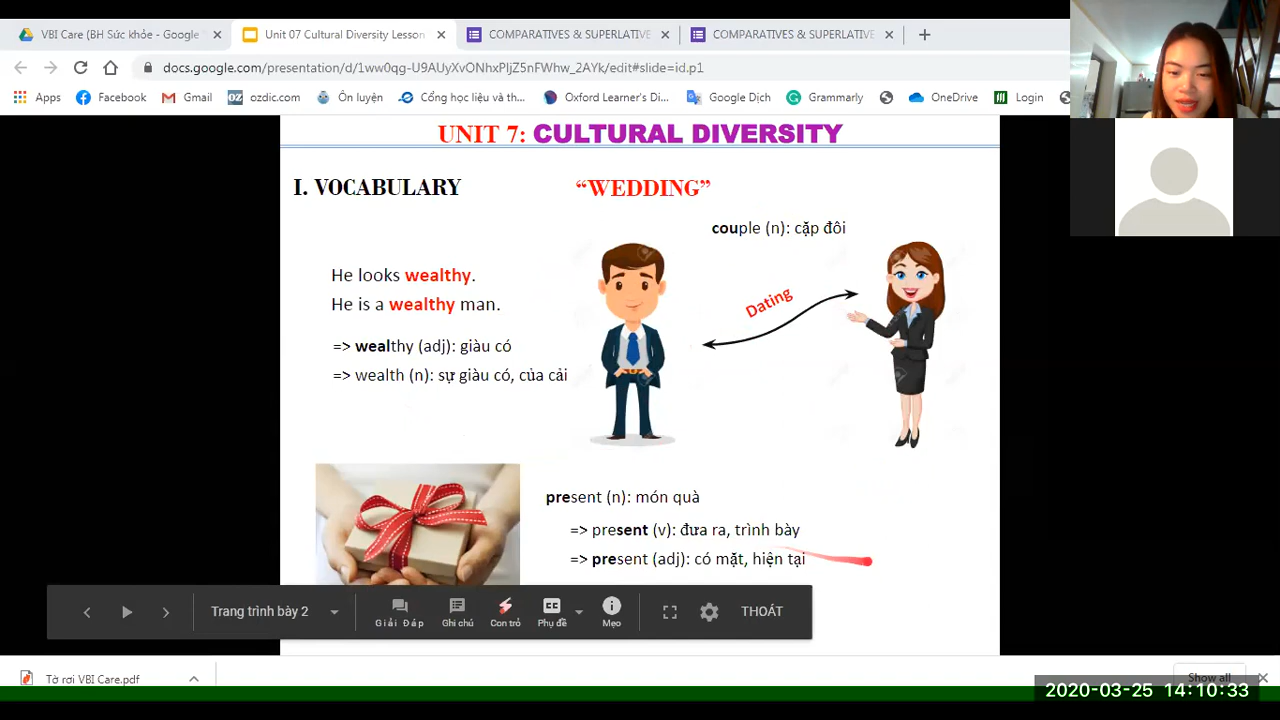 VBI Care (BH Sức khỏe - Google
Unit 07 Cultural Diversity Lesson
COMPARATIVES & SUPERLATIVE
COMPARATIVES & SUPERLATIVE
docs.google.com/presentation/d/1ww0qg-U9AUyXvONhxPljZ5nFWhw_2AYk/edit#slide=id.p1
Apps Facebook Gmail ozdic.com Ôn luyện Cổng học liệu và th... Oxford Learner's Di... Google Dịch Grammarly OneDrive Login
UNIT 7: CULTURAL DIVERSITY
I. VOCABULARY
“WEDDING”
couple (n): cặp đôi
He looks wealthy.
He is a wealthy man.
=> wealthy (adj): giàu có
=> wealth (n): sự giàu có, của cải
Dating
present (n): món quà
=> present (v): đưa ra, trình bày
=> present (adj): có mặt, hiện tại
Trang trình bày 2
Giải Đáp
Ghi chú
Con trỏ
Phụ đề
Mẹo
THOÁT
Tờ rơi VBI Care.pdf
Show all
2020-03-25 14:10:33